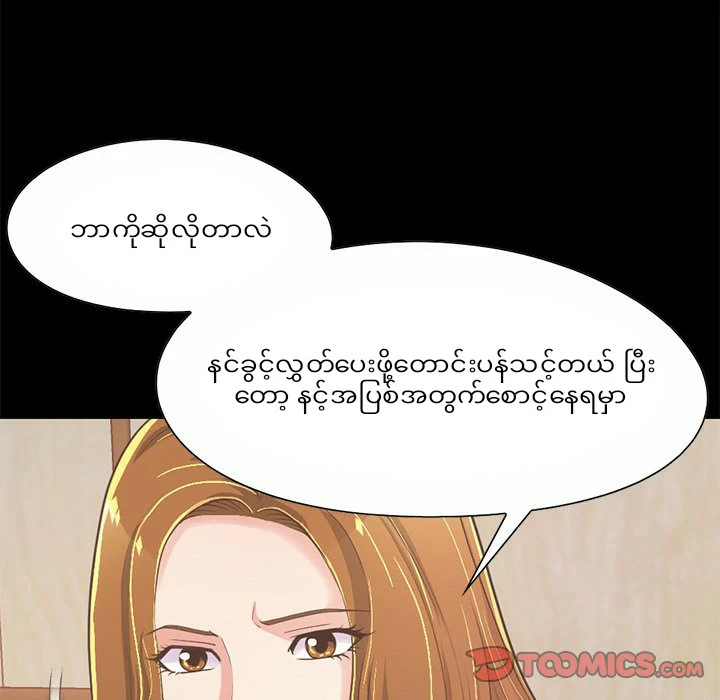 ဘာကိုဆိုလိုတာလဲ
နင်ခွင့်လွှတ်ပေးဖို့တောင်းပန်သင့်တယ် ပြီး
တော့ နင့်အပြစ်အတွက်စောင့်နေရမှာ
TOOMICS.COM